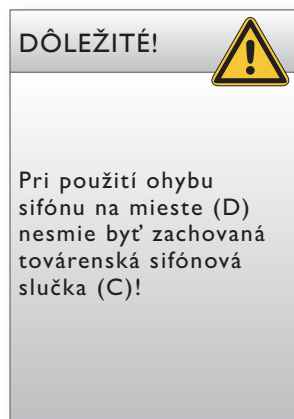 DÔLEŽITÉ!
Pri použití ohybu
sifónu na mieste (D)
nesmie byť zachovaná
továrenská sifónová
slučka (C)!